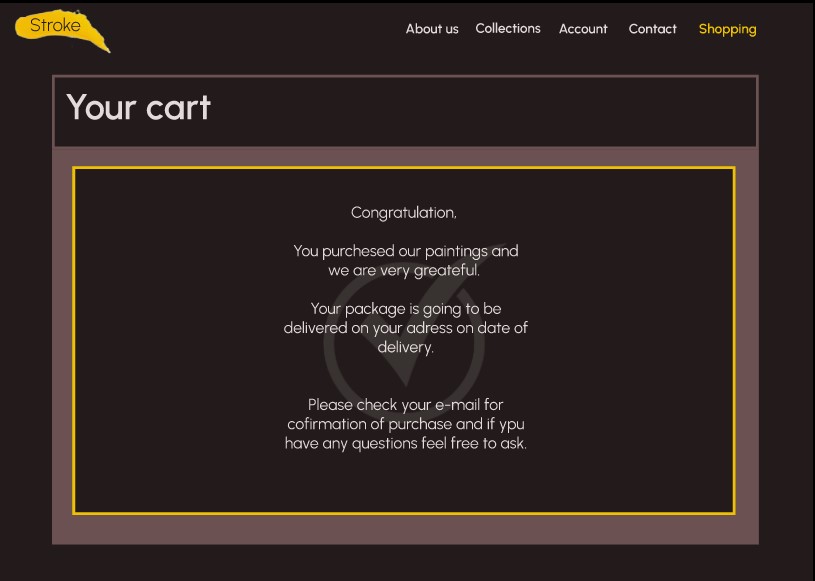 Stroke
About us
Collections
Account
Contact
Shopping
Your cart
Congratulation,
You purchesed our paintings and
we are very greateful.
Your package is going to be
delivered on your adress on date of
delivery.
Please check your e-mail for
cofirmation of purchase and if ypu
have any questions feel free to ask.